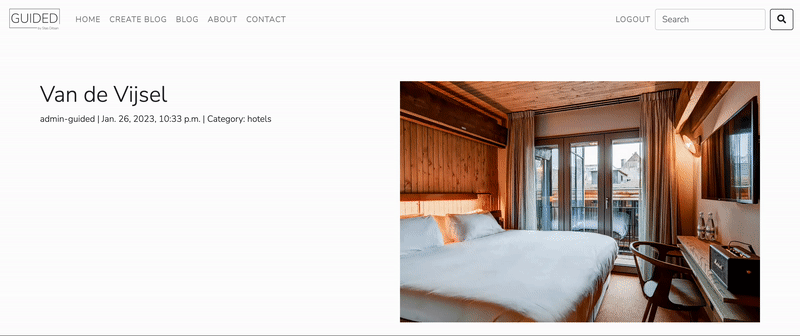 GUIDED
HOME CREATE BLOG BLOG ABOUT CONTACT LOGOUT Search
Van de Vijsel
admin-guided | Jan. 26, 2023, 10:33 p.m. | Category: hotels